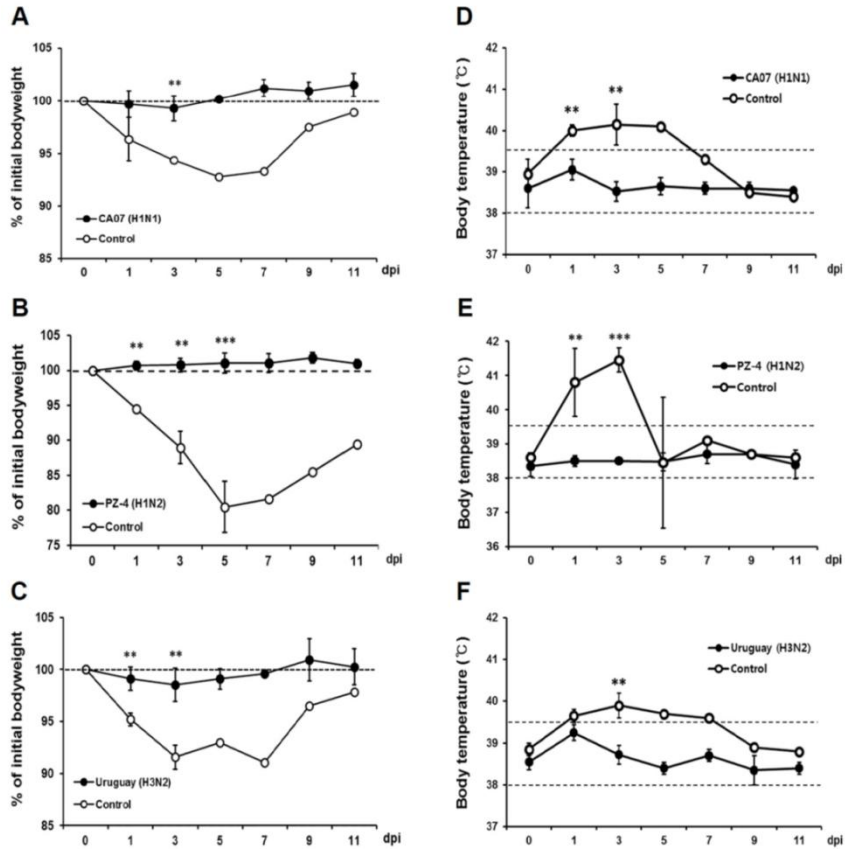 A
% of initial bodyweight
105
100
95
90
85
**
CA07 (H1N1)
Control
0 1 3 5 7 9 11 dpi
D
Body temperature (℃)
42
41
40
39
38
37
** **
CA07 (H1N1)
Control
0 1 3 5 7 9 11 dpi
B
% of initial bodyweight
105
100
95
90
85
80
75
** ** ***
PZ-4 (H1N2)
Control
0 1 3 5 7 9 11 dpi
E
Body temperature (℃)
42
41
40
39
38
37
36
** ***
PZ-4 (H1N2)
Control
0 1 3 5 7 9 11 dpi
C
% of initial bodyweight
105
100
95
90
85
** **
Uruguay (H3N2)
Control
0 1 3 5 7 9 11 dpi
F
Body temperature (℃)
42
41
40
39
38
37
**
Uruguay (H3N2)
Control
0 1 3 5 7 9 11 dpi